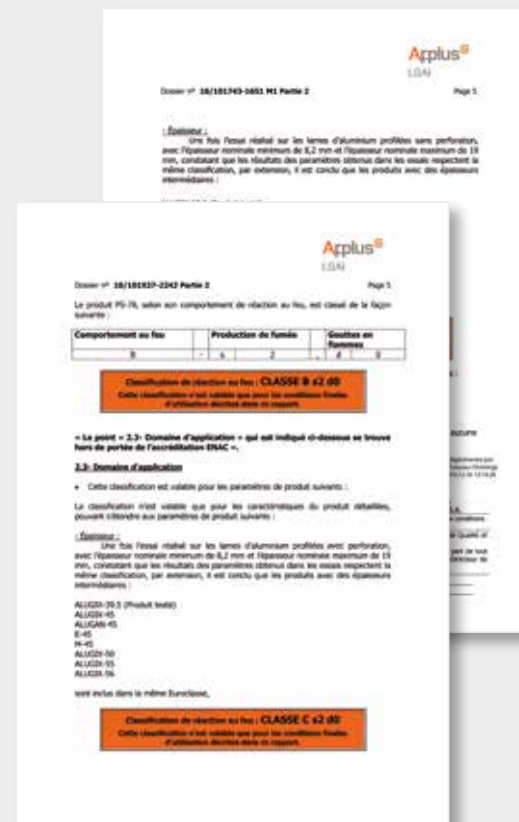 Applus
LGAI
Dossier nº 16/101743-1651 M1 Partie 2 Page 5
- Épaisseur :
Une fois l'essai réalisé sur les lames d'aluminium profilées sans perforation,
avec l'épaisseur nominale minimum de 8,2 mm et l'épaisseur nominale maximum de 19
mm, constatant que les résultats des paramètres obtenus dans les essais respectent la
même classification, par extension, il est conclu que les produits avec des épaisseurs
intermédiaires :
aucune
Applus
LGAI
Dossier nº 16/101937-2242 Partie 2 Page 5
Le produit PS-78, selon son comportement de réaction au feu, est classé de la façon
suivante :
Comportement au feu Production de fumée Gouttes en
flammes
B - s 2 , d 0
Classification de réaction au feu : CLASSE B s2 d0
Cette classification n'est valable que pour les conditions finales
d'utilisation décrites dans ce rapport.
« Le point « 2.3- Domaine d'application » qui est indiqué ci-dessous se trouve
hors de portée de l'accréditation ENAC ».
2.3- Domaine d'application
• Cette classification est valable pour les paramètres de produit suivants :
La classification n'est valable que pour les caractéristiques du produit détaillées,
pouvant s'étendre aux paramètres de produit suivants :
- Épaisseur :
Une fois l'essai réalisé sur les lames d'aluminium profilées avec perforation,
avec l'épaisseur nominale minimum de 8,2 mm et l'épaisseur nominale maximum de 19
mm, constatant que les résultats des paramètres obtenus dans les essais respectent la
même classification, par extension, il est conclu que les produits avec des épaisseurs
intermédiaires :
ALUGIX-39.5 (Produit testé)
ALUGIX-45
ALUGAN-45
E-45
M-45
ALUGIX-50
ALUGIX-55
ALUGIX-56
sont inclus dans la même Euroclasse,
Classification de réaction au feu : CLASSE C s2 d0
Cette classification n'est valable que pour les conditions finales
d'utilisation décrites dans ce rapport.